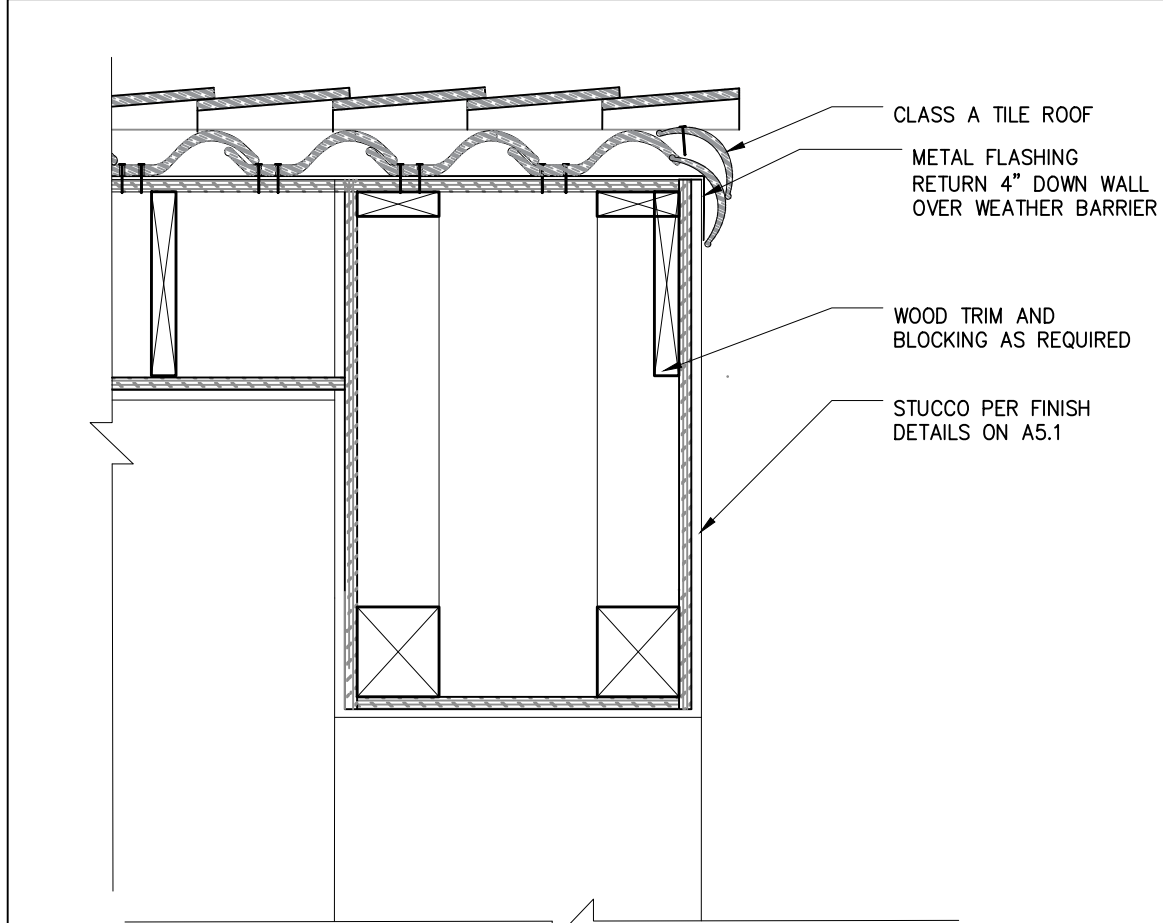 CLASS A TILE ROOF
METAL FLASHING
RETURN 4" DOWN WALL
OVER WEATHER BARRIER
WOOD TRIM AND
BLOCKING AS REQUIRED
STUCCO PER FINISH
DETAILS ON A5.1